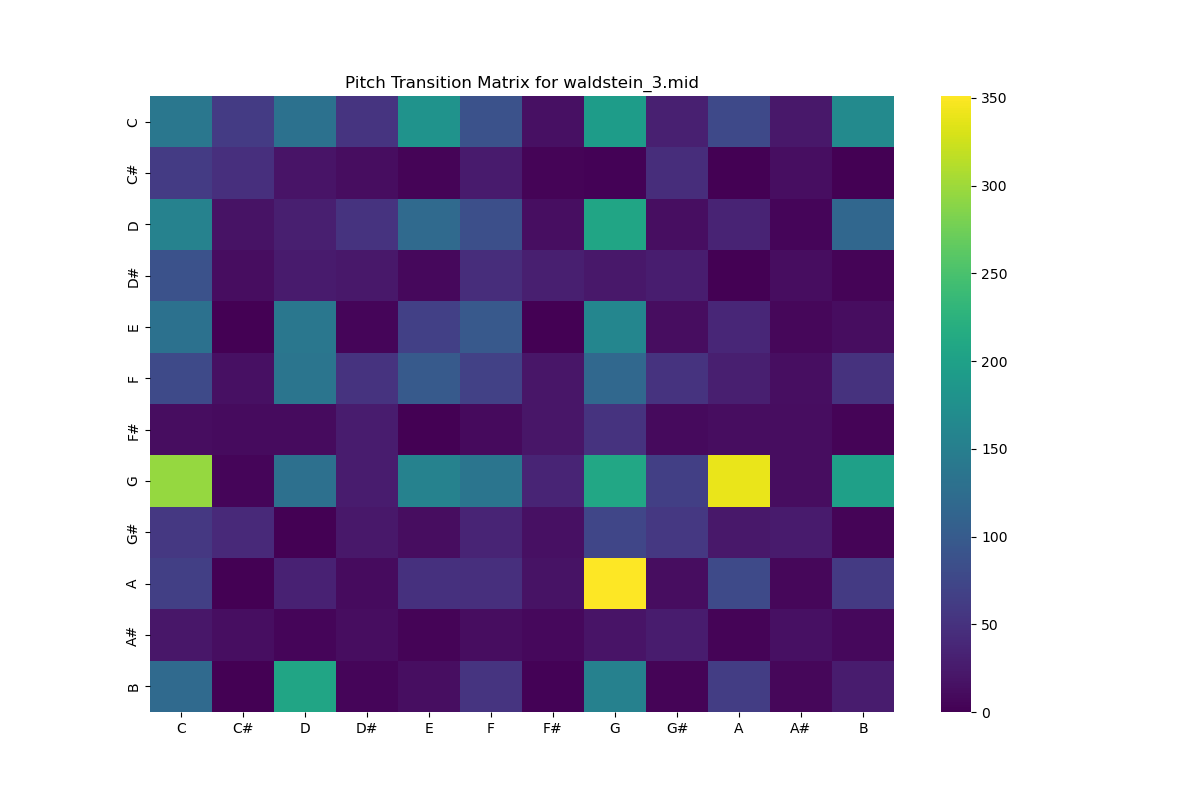 Pitch Transition Matrix for waldstein_3.mid
C
C#
D
D#
E
F
F#
G
G#
A
A#
B
C C# D D# E F F# G G# A A# B
350
300
250
200
150
100
50
0